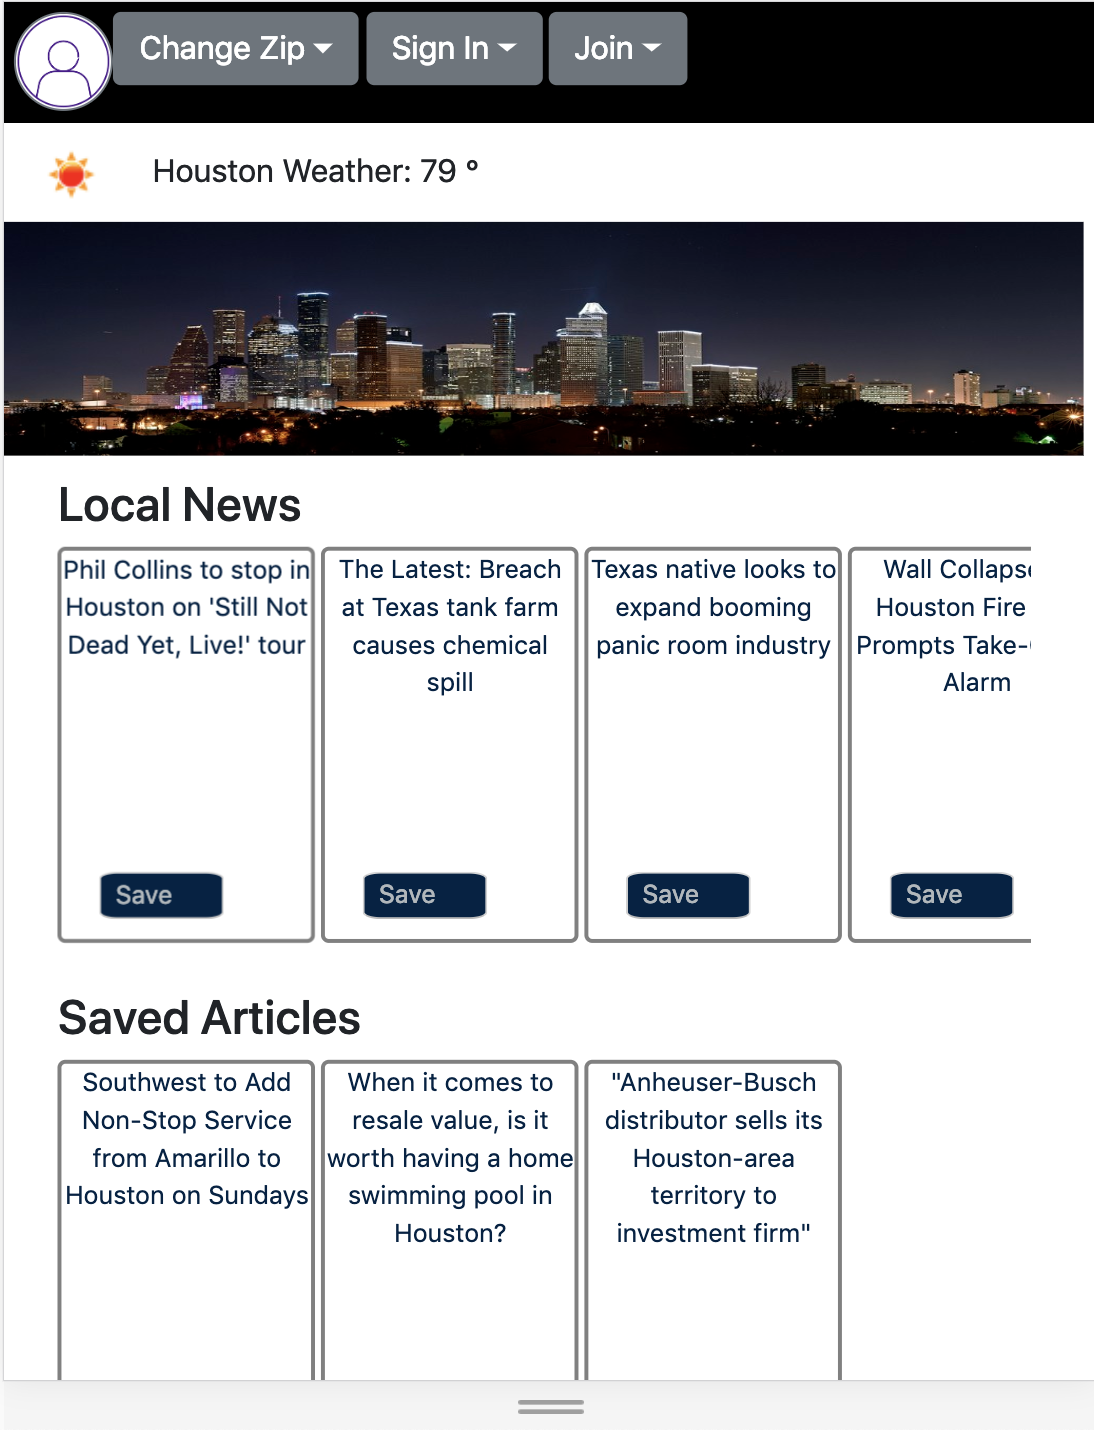 Change Zip
Sign In
Join
Houston Weather: 79 °
Local News
Phil Collins to stop in
Houston on 'Still Not
Dead Yet, Live!' tour
Save
The Latest: Breach
at Texas tank farm
causes chemical
spill
Save
Texas native looks to
expand booming
panic room industry
Save
Wall
Houston Fire
Prompts
Alarm
Save
Saved Articles
Southwest to Add
Non-Stop Service
from Amarillo to
Houston on Sundays
When it comes to
resale value, is it
worth having a home
swimming pool in
Houston?
"Anheuser-Busch
distributor sells its
Houston-area
territory to
investment firm"